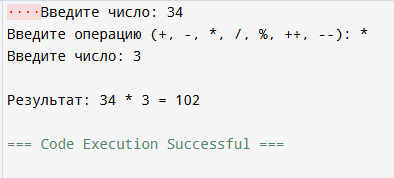 ····Введите число: 34
Введите операцию (+, -, *, /, %, ++, --): *
Введите число: 3
Результат: 34 * 3 = 102
=== Code Execution Successful ===